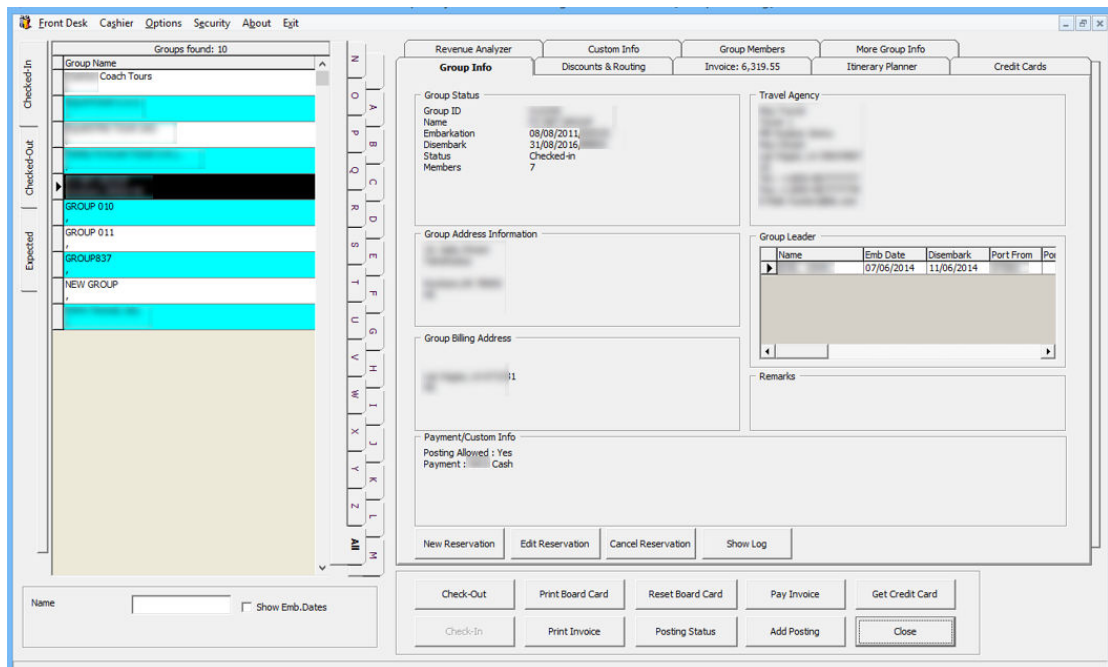 Front Desk Cashier Options Security About Exit
Groups found: 10
Group Name
Coach Tours
,
GROUP 010
,
GROUP 011
,
GROUP837
,
NEW GROUP
,
Checked-In
Checked-Out
Expected
N O P Q R S T U V W X Y Z All
A B C D E F G H I J K L M
Name
Show Emb.Dates
Revenue Analyzer Custom Info Group Members More Group Info
Group Info Discounts & Routing Invoice: 6,319.55 Itinerary Planner Credit Cards
Group Status
Group ID
Name
Embarkation 08/08/2011,
Disembark 31/08/2016,
Status Checked-in
Members 7
Travel Agency
Group Address Information
Group Leader
Name Emb Date Disembark Port From Por
07/06/2014 11/06/2014
Group Billing Address
Remarks
Payment/Custom Info
Posting Allowed : Yes
Payment : Cash
New Reservation Edit Reservation Cancel Reservation Show Log
Check-Out Print Board Card Reset Board Card Pay Invoice Get Credit Card
Check-In Print Invoice Posting Status Add Posting Close